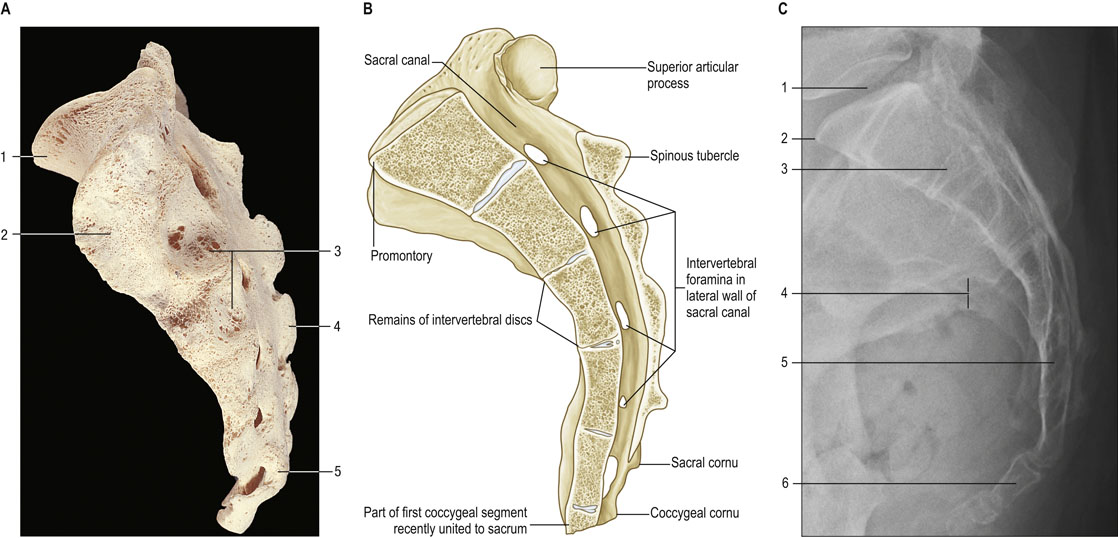 A
1
2
3
4
5
B
Sacral canal
Superior articular
process
Spinous tubercle
Promontory
Intervertebral
foramina in
lateral wall of
sacral canal
Remains of intervertebral discs
Sacral cornu
Part of first coccygeal segment
recently united to sacrum
Coccygeal cornu
C
1
2
3
4
5
6